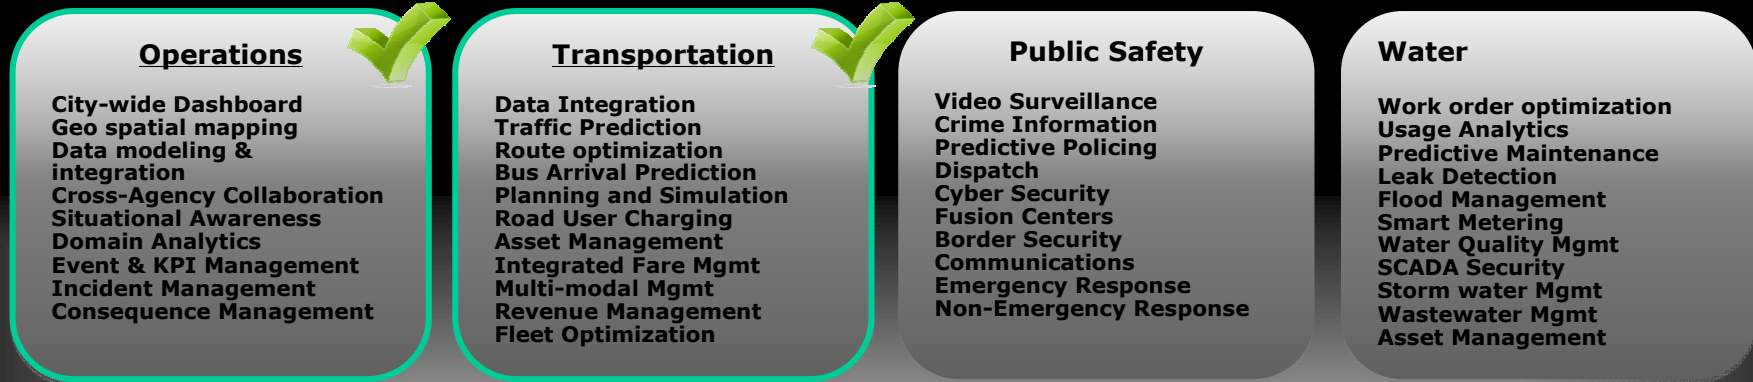 Operations
City-wide Dashboard
Geo spatial mapping
Data modeling &
integration
Cross-Agency Collaboration
Situational Awareness
Domain Analytics
Event & KPI Management
Incident Management
Consequence Management
Transportation
Data Integration
Traffic Prediction
Route optimization
Bus Arrival Prediction
Planning and Simulation
Road User Charging
Asset Management
Integrated Fare Mgmt
Multi-modal Mgmt
Revenue Management
Fleet Optimization
Public Safety
Video Surveillance
Crime Information
Predictive Policing
Dispatch
Cyber Security
Fusion Centers
Border Security
Communications
Emergency Response
Non-Emergency Response
Water
Work order optimization
Usage Analytics
Predictive Maintenance
Leak Detection
Flood Management
Smart Metering
Water Quality Mgmt
SCADA Security
Storm water Mgmt
Wastewater Mgmt
Asset Management